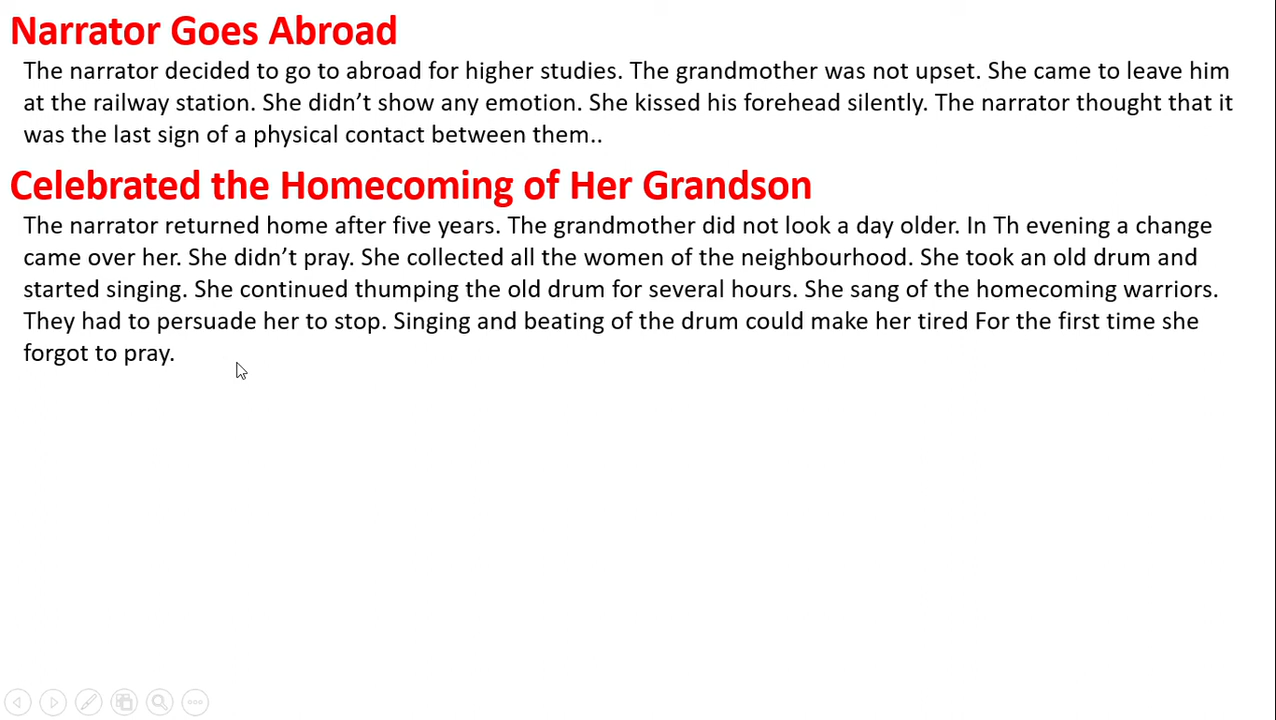 Narrator Goes Abroad
The narrator decided to go to abroad for higher studies. The grandmother was not upset. She came to leave him
at the railway station. She didn’t show any emotion. She kissed his forehead silently. The narrator thought that it
was the last sign of a physical contact between them..
Celebrated the Homecoming of Her Grandson
The narrator returned home after five years. The grandmother did not look a day older. In Th evening a change
came over her. She didn’t pray. She collected all the women of the neighbourhood. She took an old drum and
started singing. She continued thumping the old drum for several hours. She sang of the homecoming warriors.
They had to persuade her to stop. Singing and beating of the drum could make her tired For the first time she
forgot to pray.